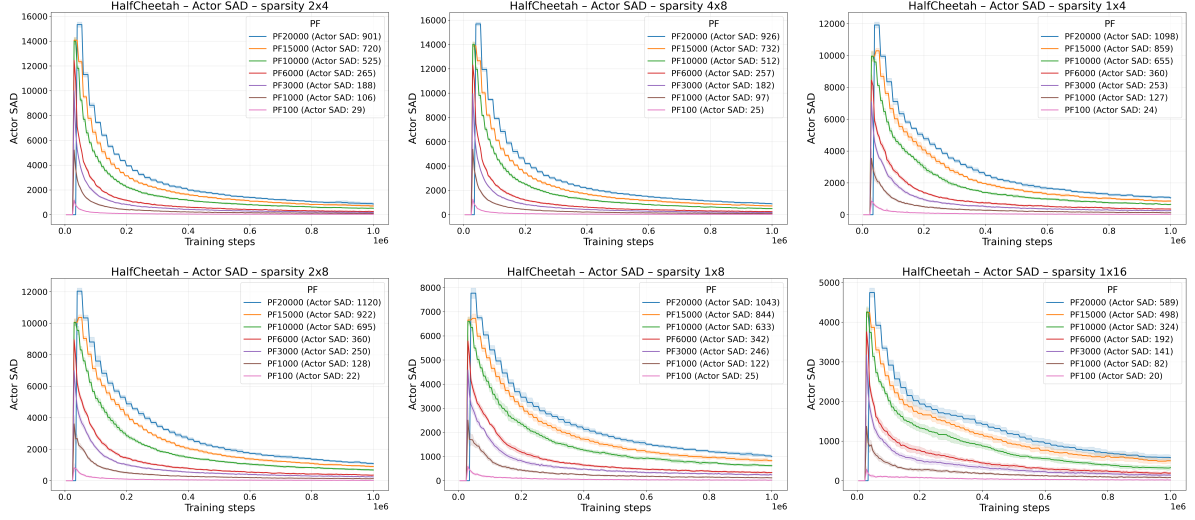 HalfCheetah – Actor SAD – sparsity 2x4
16000
14000
12000
10000
8000
6000
4000
2000
0
Actor SAD
PF
PF20000 (Actor SAD: 901)
PF15000 (Actor SAD: 720)
PF10000 (Actor SAD: 525)
PF6000 (Actor SAD: 265)
PF3000 (Actor SAD: 188)
PF1000 (Actor SAD: 106)
PF100 (Actor SAD: 29)
0.0 0.2 0.4 0.6 0.8 1.0
1e6
Training steps
HalfCheetah – Actor SAD – sparsity 4x8
16000
14000
12000
10000
8000
6000
4000
2000
0
Actor SAD
PF
PF20000 (Actor SAD: 926)
PF15000 (Actor SAD: 732)
PF10000 (Actor SAD: 512)
PF6000 (Actor SAD: 257)
PF3000 (Actor SAD: 182)
PF1000 (Actor SAD: 97)
PF100 (Actor SAD: 25)
0.0 0.2 0.4 0.6 0.8 1.0
1e6
Training steps
HalfCheetah – Actor SAD – sparsity 1x4
12000
10000
8000
6000
4000
2000
0
Actor SAD
PF
PF20000 (Actor SAD: 1098)
PF15000 (Actor SAD: 859)
PF10000 (Actor SAD: 655)
PF6000 (Actor SAD: 360)
PF3000 (Actor SAD: 253)
PF1000 (Actor SAD: 127)
PF100 (Actor SAD: 24)
0.0 0.2 0.4 0.6 0.8 1.0
1e6
Training steps
HalfCheetah – Actor SAD – sparsity 2x8
12000
10000
8000
6000
4000
2000
0
Actor SAD
PF
PF20000 (Actor SAD: 1120)
PF15000 (Actor SAD: 922)
PF10000 (Actor SAD: 695)
PF6000 (Actor SAD: 360)
PF3000 (Actor SAD: 250)
PF1000 (Actor SAD: 128)
PF100 (Actor SAD: 22)
0.0 0.2 0.4 0.6 0.8 1.0
1e6
Training steps
HalfCheetah – Actor SAD – sparsity 1x8
8000
7000
6000
5000
4000
3000
2000
1000
0
Actor SAD
PF
PF20000 (Actor SAD: 1043)
PF15000 (Actor SAD: 844)
PF10000 (Actor SAD: 633)
PF6000 (Actor SAD: 342)
PF3000 (Actor SAD: 246)
PF1000 (Actor SAD: 122)
PF100 (Actor SAD: 25)
0.0 0.2 0.4 0.6 0.8 1.0
1e6
Training steps
HalfCheetah – Actor SAD – sparsity 1x16
5000
4000
3000
2000
1000
0
Actor SAD
PF
PF20000 (Actor SAD: 589)
PF15000 (Actor SAD: 498)
PF10000 (Actor SAD: 324)
PF6000 (Actor SAD: 192)
PF3000 (Actor SAD: 141)
PF1000 (Actor SAD: 82)
PF100 (Actor SAD: 20)
0.0 0.2 0.4 0.6 0.8 1.0
1e6
Training steps